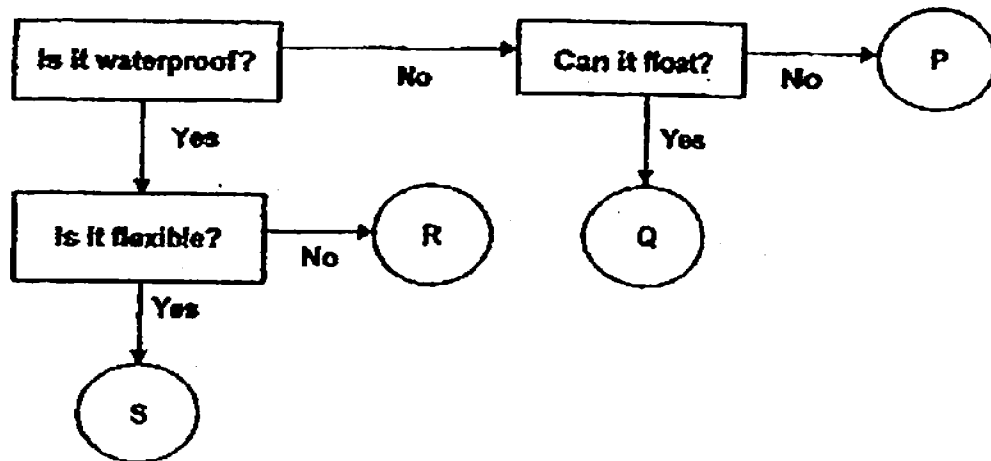 Is it waterproof?
No
Can it float?
No
P
Yes
Yes
Is it flexible?
No
R
Q
Yes
S